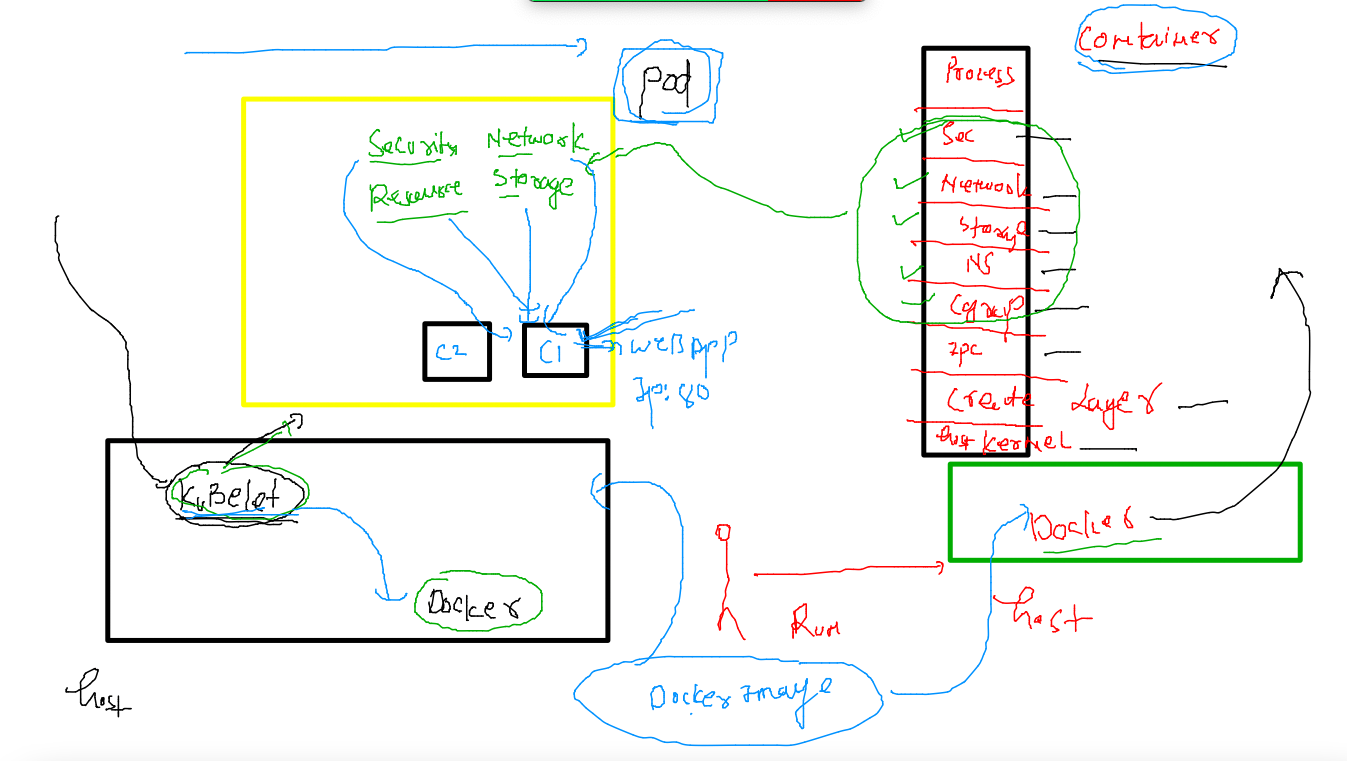 Container
Pod
Process
Security Network
Sec
Resource Storage
Network
Storage
NS
Cgroup
C2
C1
WEBAPP
Ipc
Ip:80
Create Layer
host kerneL
KuBelet
Docker
Docker
host
Run
Docker Image
host